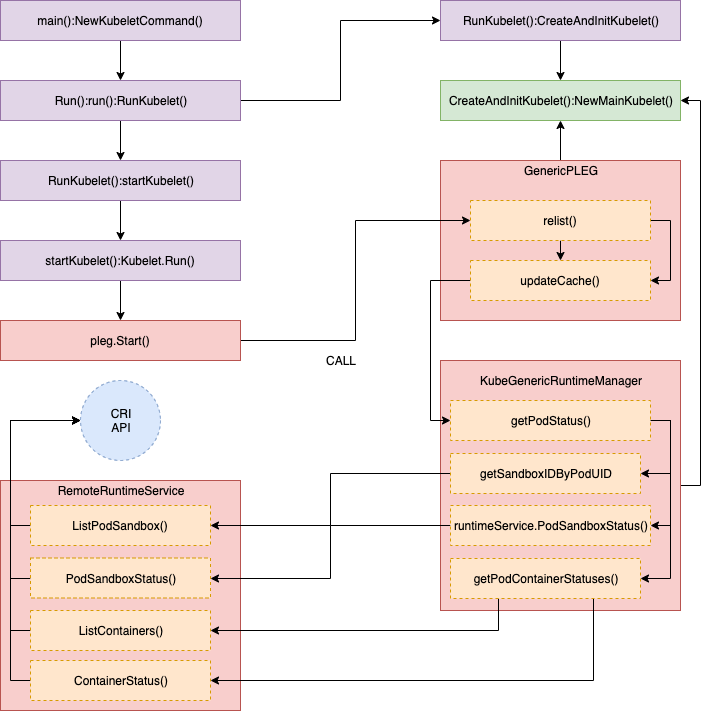 main():NewKubeletCommand()
RunKubelet():CreateAndInitKubelet()
Run():run():RunKubelet()
CreateAndInitKubelet():NewMainKubelet()
RunKubelet():startKubelet()
GenericPLEG
relist()
startKubelet():Kubelet.Run()
updateCache()
pleg.Start()
CALL
KubeGenericRuntimeManager
CRI
API
getPodStatus()
getSandboxIDByPodUID
RemoteRuntimeService
ListPodSandbox()
runtimeService.PodSandboxStatus()
PodSandboxStatus()
getPodContainerStatuses()
ListContainers()
ContainerStatus()